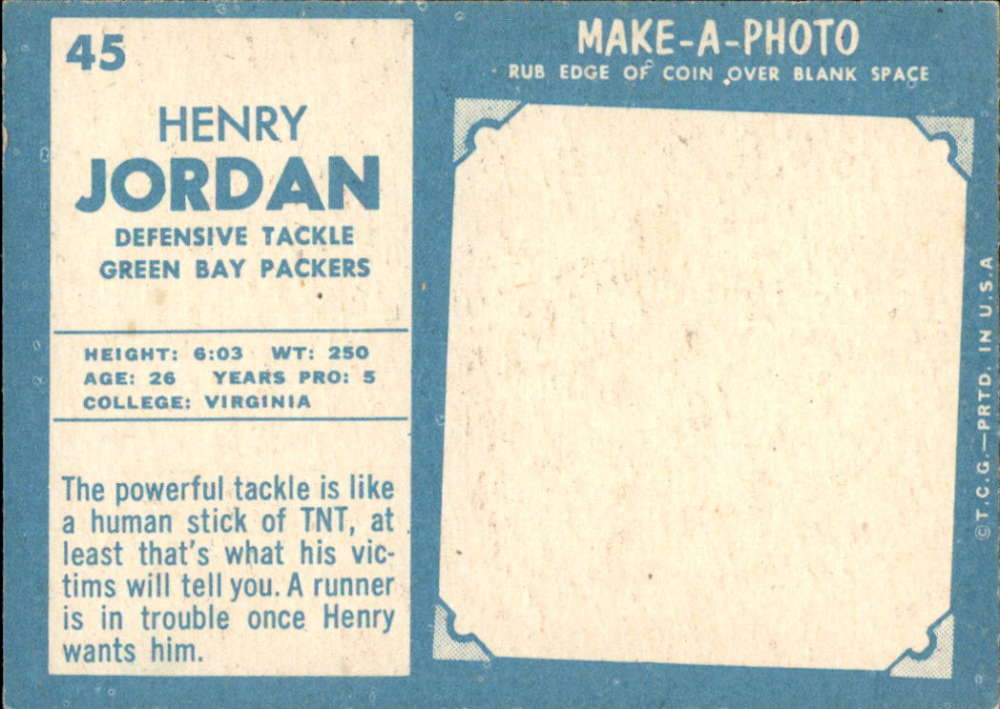 45
HENRY
JORDAN
DEFENSIVE TACKLE
GREEN BAY PACKERS
HEIGHT: 6:03 WT: 250
AGE: 26 YEARS PRO: 5
COLLEGE: VIRGINIA
The powerful tackle is like
a human stick of TNT, at
least that's what his vic-
tims will tell you. A runner
is in trouble once Henry
wants him.
MAKE-A-PHOTO
RUB EDGE OF COIN OVER BLANK SPACE
©T.C.G.—PRTD. IN U.S.A